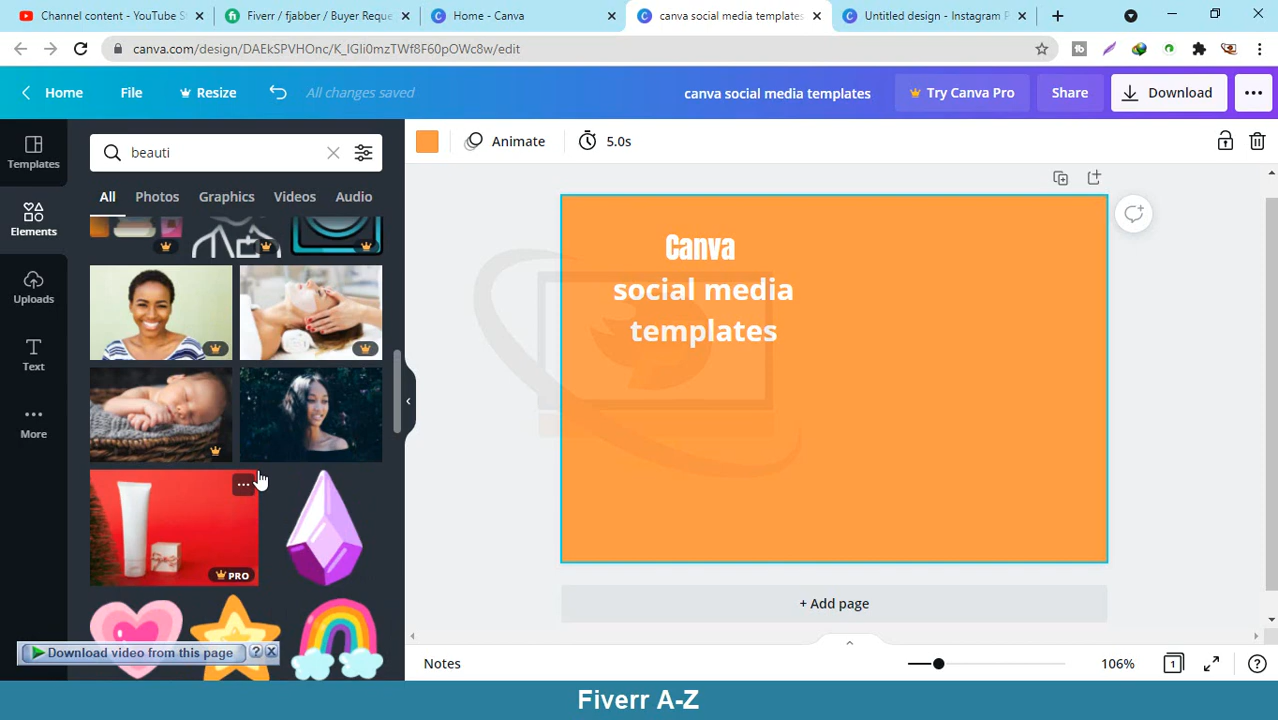 Channel content - YouTube S
Fiverr / fjabber / Buyer Reque
Home - Canva
canva social media templates
Untitled design - Instagram P
canva.com/design/DAEkSPVHOnc/K_lGIi0mzTWf8F60pOWc8w/edit
Home
File
Resize
All changes saved
canva social media templates
Try Canva Pro
Share
Download
Templates
Elements
Uploads
Text
More
beauti
All
Photos
Graphics
Videos
Audio
PRO
Download video from this page
?
Animate
5.0s
Canva
social media
templates
+ Add page
Notes
106%
1
?
Fiverr A-Z